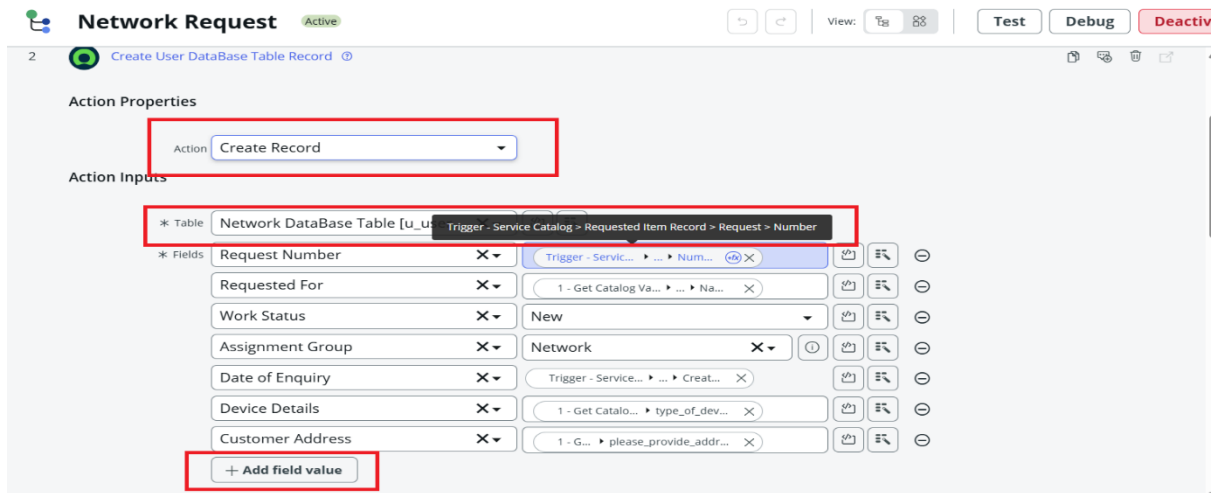 Network Request Active View: Test Debug Deactiv
2 Create User DataBase Table Record
Action Properties
Action Create Record
Action Inputs
* Table Network DataBase Table [u_us
Trigger - Service Catalog > Requested Item Record > Request > Number
* Fields Request Number Trigger - Servic... ▸ ... ▸ Num... fx
Requested For 1 - Get Catalog Va... ▸ ... ▸ Na...
Work Status New
Assignment Group Network
Date of Enquiry Trigger - Service... ▸ ... ▸ Creat...
Device Details 1 - Get Catalo... ▸ type_of_dev...
Customer Address 1 - G... ▸ please_provide_addr...
+ Add field value